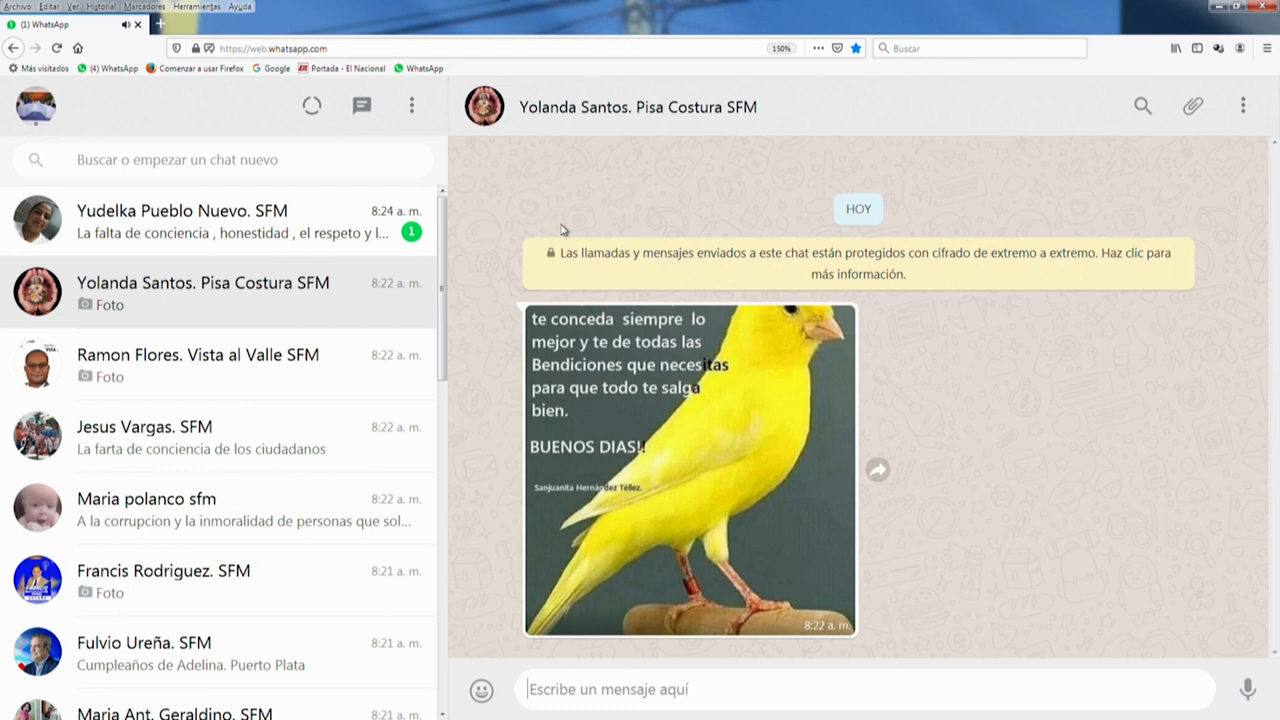 Archivo Editar Ver Historial Marcadores Herramientas Ayuda
(1) WhatsApp
https://web.whatsapp.com
150%
Buscar
Más visitados (4) WhatsApp Comenzar a usar Firefox Google Portada - El Nacional WhatsApp
Buscar o empezar un chat nuevo
Yudelka Pueblo Nuevo. SFM 8:24 a. m.
La falta de conciencia , honestidad , el respeto y l... 1
Yolanda Santos. Pisa Costura SFM 8:22 a. m.
Foto
Ramon Flores. Vista al Valle SFM 8:22 a. m.
Foto
Jesus Vargas. SFM 8:22 a. m.
La farta de conciencia de los ciudadanos
Maria polanco sfm 8:22 a. m.
A la corrupcion y la inmoralidad de personas que sol...
Francis Rodriguez. SFM 8:21 a. m.
Foto
Fulvio Ureña. SFM 8:21 a. m.
Cumpleaños de Adelina. Puerto Plata
Maria Ant. Geraldino. SFM 8:21 a. m.
Yolanda Santos. Pisa Costura SFM
HOY
Las llamadas y mensajes enviados a este chat están protegidos con cifrado de extremo a extremo. Haz clic para
más información.
te conceda siempre lo
mejor y te de todas las
Bendiciones que necesitas
para que todo te salga
bien.
BUENOS DIAS!!
Sanjuanita Hernández Téllez.
8:22 a. m.
Escribe un mensaje aquí